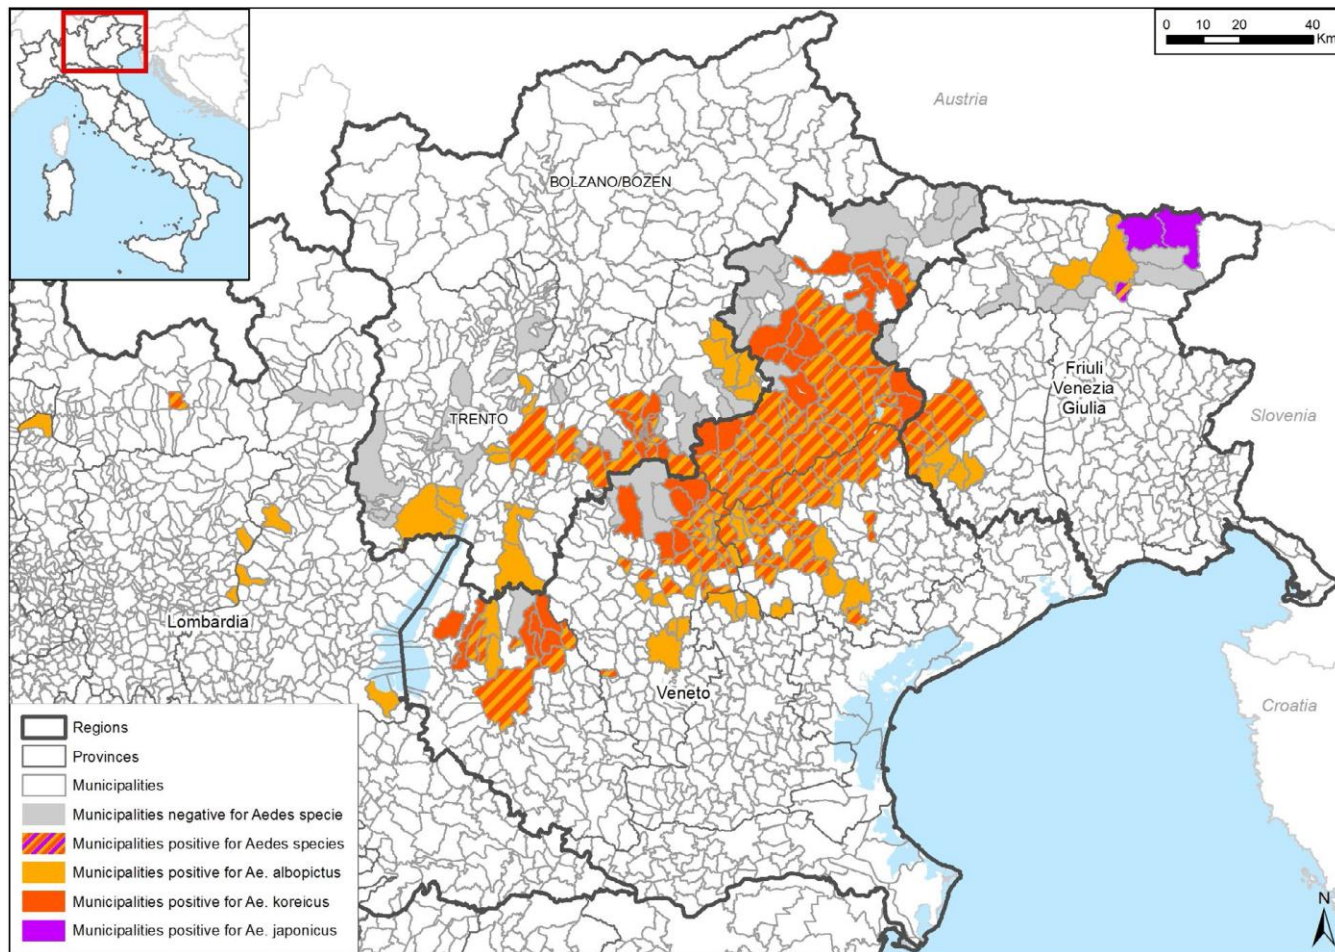 0 10 20 40
Km
Austria
BOLZANO/BOZEN
TRENTO
Friuli
Venezia
Giulia
Slovenia
Lombardia
Veneto
Croatia
Regions
Provinces
Municipalities
Municipalities negative for Aedes specie
Municipalities positive for Aedes species
Municipalities positive for Ae. albopictus
Municipalities positive for Ae. koreicus
Municipalities positive for Ae. japonicus
N